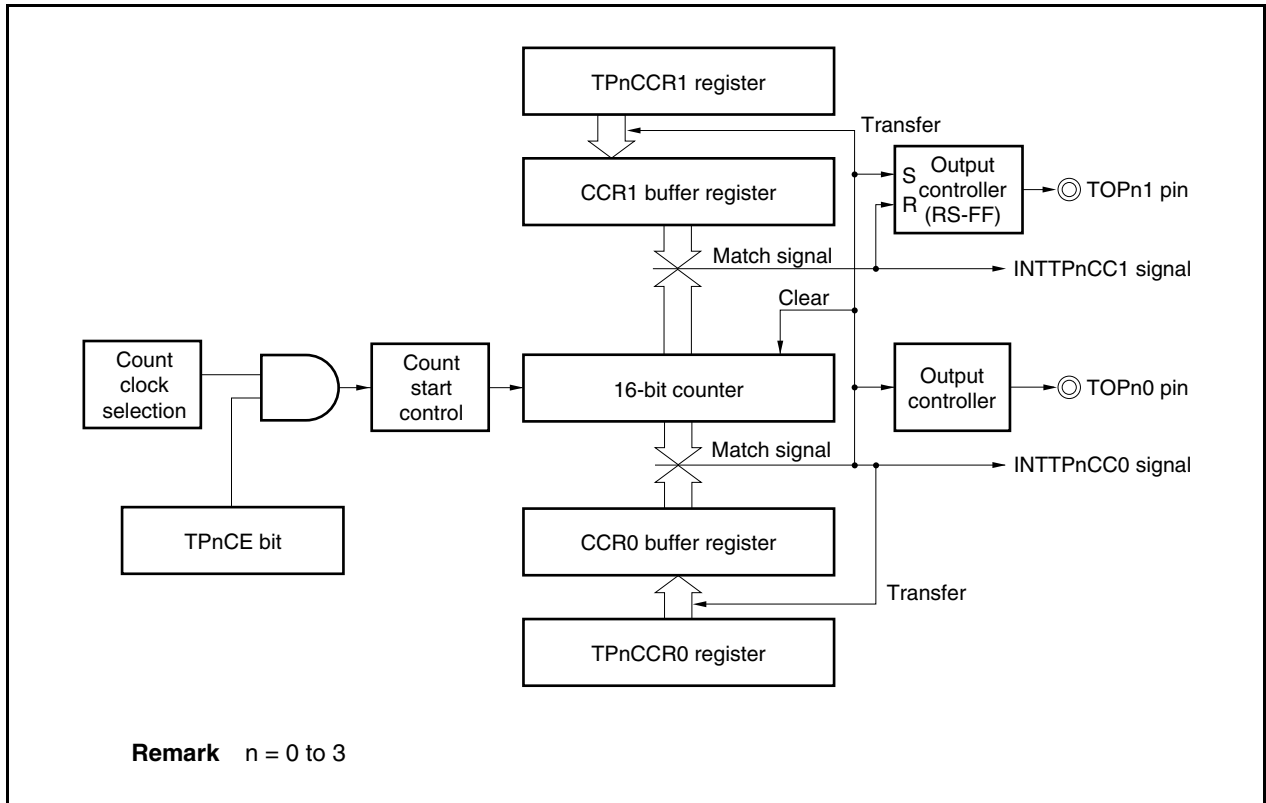 TPnCCR1 register
Transfer
CCR1 buffer register
S
R
Output
controller
(RS-FF)
TOPn1 pin
Match signal
INTTPnCC1 signal
Clear
Count
clock
selection
Count
start
control
16-bit counter
Output
controller
TOPn0 pin
Match signal
INTTPnCC0 signal
TPnCE bit
CCR0 buffer register
Transfer
TPnCCR0 register
Remark n = 0 to 3